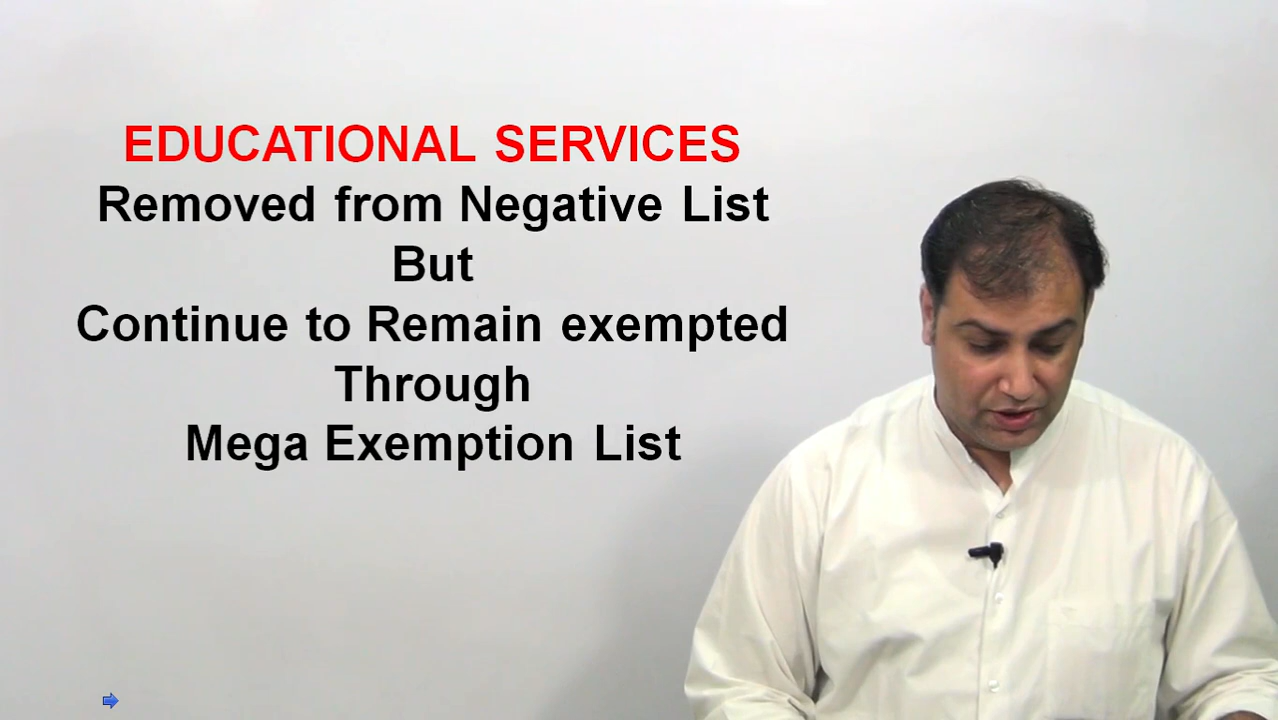 EDUCATIONAL SERVICES
Removed from Negative List
But
Continue to Remain exempted
Through
Mega Exemption List